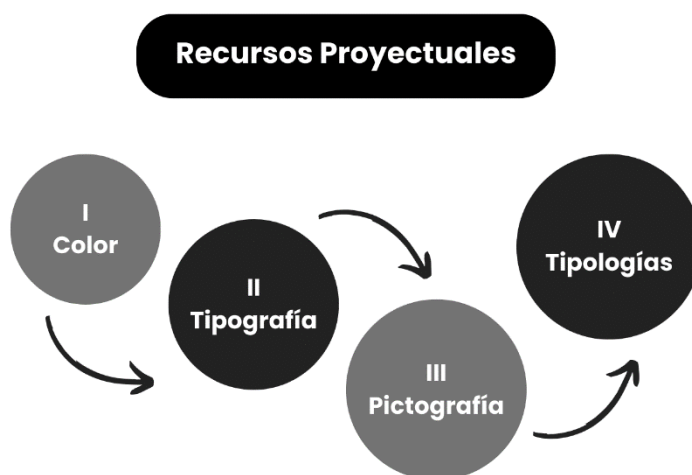 Recursos Proyectuales
I
Color
II
Tipografía
III
Pictografía
IV
Tipologías